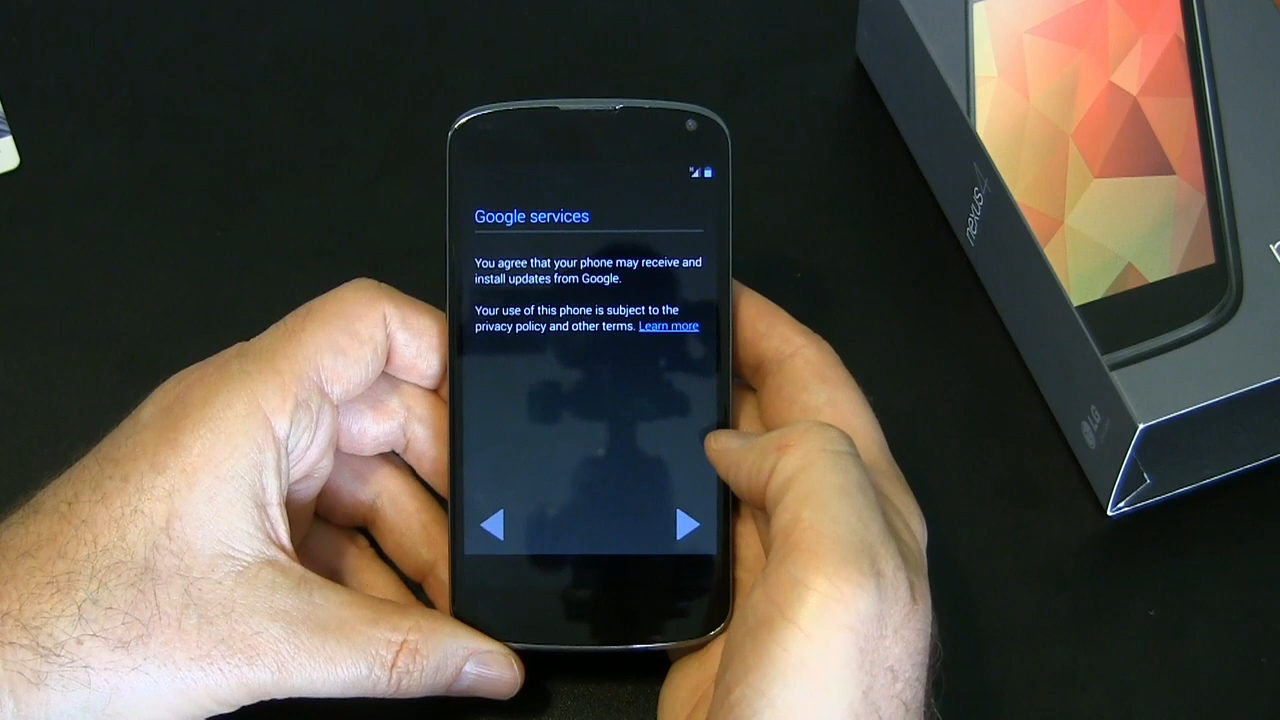 Google services
You agree that your phone may receive and
install updates from Google.
Your use of this phone is subject to the
privacy policy and other terms. Learn more
nexus 4
LG